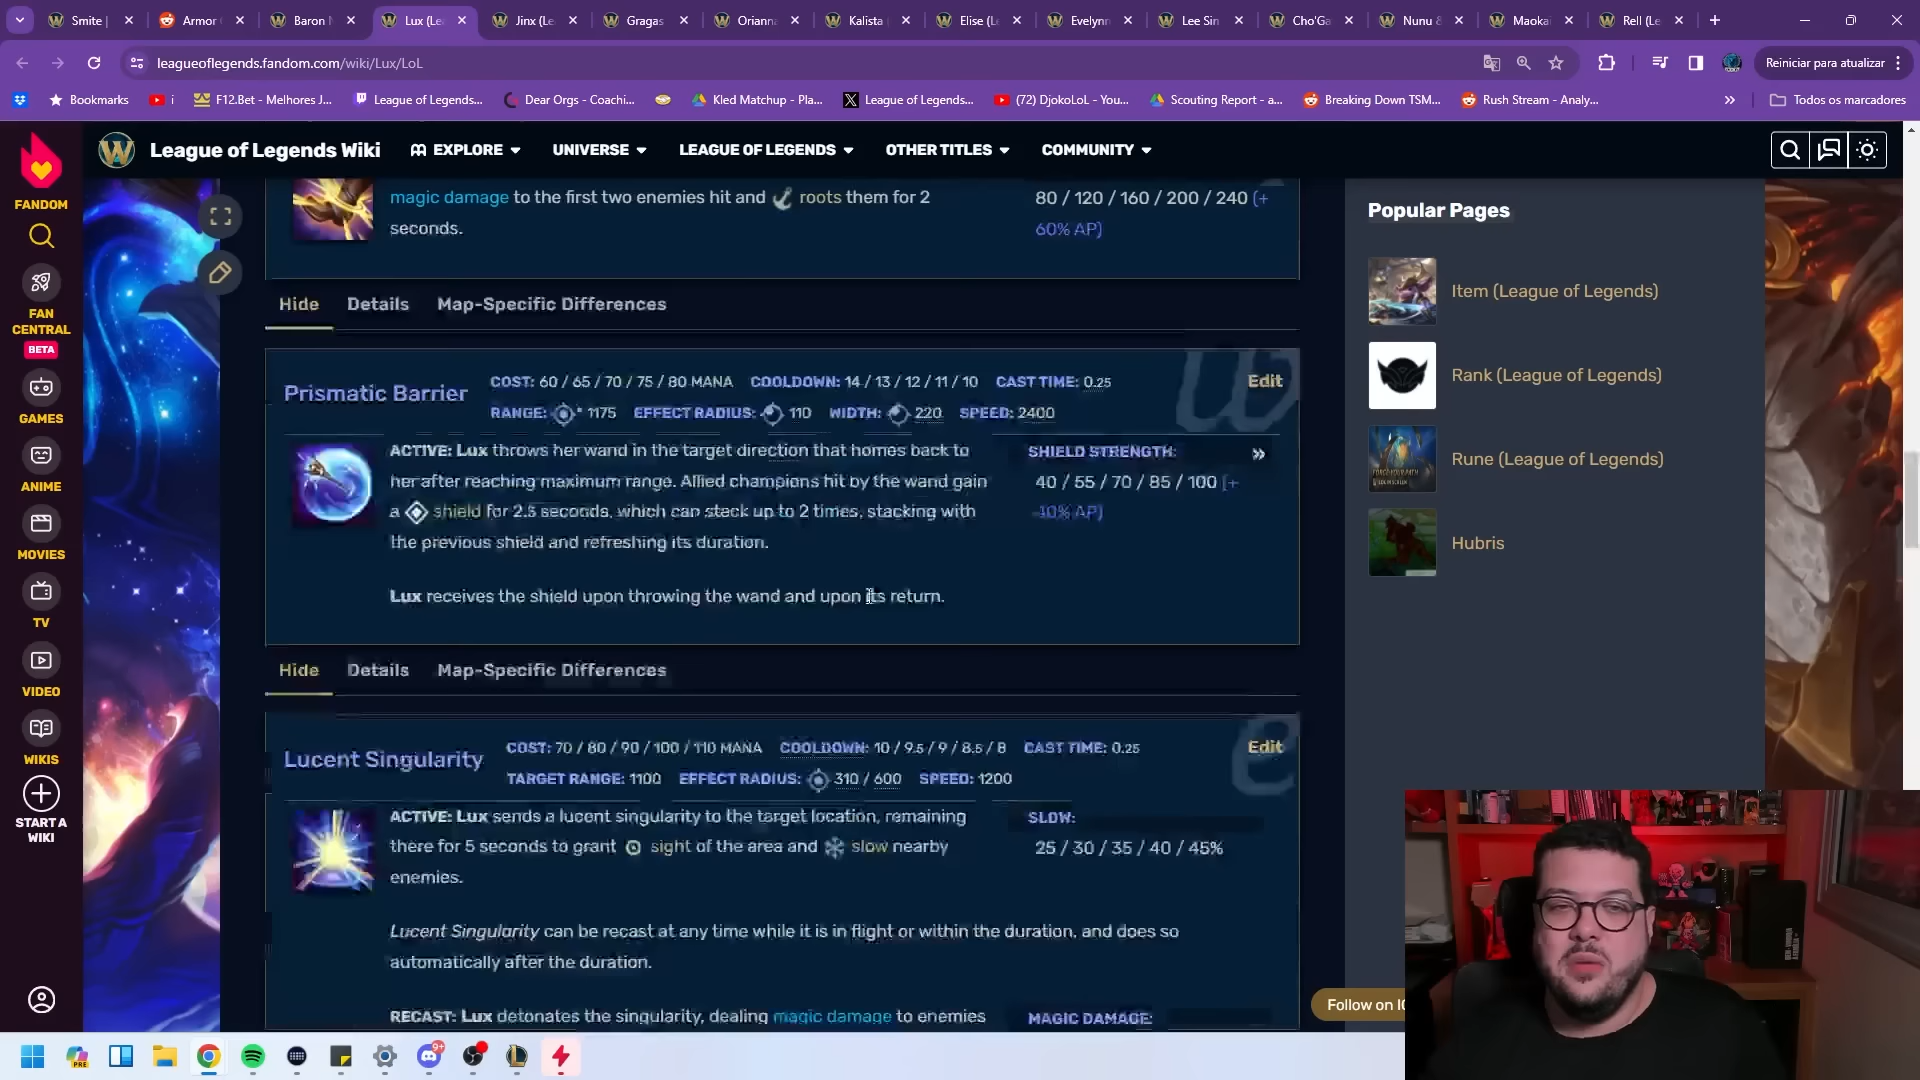 Smite |
Armor
Baron N
Lux (Le
Jinx (Le
Gragas
Orianna
Kalista
Elise (L
Evelynn
Lee Sin
Cho'Ga
Nunu &
Maokai
Rell (Le
leagueoflegends.fandom.com/wiki/Lux/LoL
Reiniciar para atualizar
Bookmarks
i
F12.Bet - Melhores J...
League of Legends...
Dear Orgs - Coachi...
Kled Matchup - Pla...
League of Legends...
(72) DjokoLoL - You...
Scouting Report - a...
Breaking Down TSM...
Rush Stream - Analy...
Todos os marcadores
League of Legends Wiki
EXPLORE
UNIVERSE
LEAGUE OF LEGENDS
OTHER TITLES
COMMUNITY
FANDOM
FAN CENTRAL
BETA
GAMES
ANIME
MOVIES
TV
VIDEO
WIKIS
START A WIKI
magic damage to the first two enemies hit and roots them for 2
seconds.
80 / 120 / 160 / 200 / 240 (+
60% AP)
Hide Details Map-Specific Differences
Prismatic Barrier
COST: 60 / 65 / 70 / 75 / 80 MANA COOLDOWN: 14 / 13 / 12 / 11 / 10 CAST TIME: 0.25
Edit
RANGE: 1175 EFFECT RADIUS: 110 WIDTH: 220 SPEED: 2400
ACTIVE: Lux throws her wand in the target direction that homes back to
her after reaching maximum range. Allied champions hit by the wand gain
a shield for 2.5 seconds, which can stack up to 2 times, stacking with
the previous shield and refreshing its duration.
Lux receives the shield upon throwing the wand and upon its return.
SHIELD STRENGTH:
»
40 / 55 / 70 / 85 / 100 (+
40% AP)
Hide Details Map-Specific Differences
Lucent Singularity
COST: 70 / 80 / 90 / 100 / 110 MANA COOLDOWN: 10 / 9.5 / 9 / 8.5 / 8 CAST TIME: 0.25
Edit
TARGET RANGE: 1100 EFFECT RADIUS: 310 / 600 SPEED: 1200
ACTIVE: Lux sends a lucent singularity to the target location, remaining
there for 5 seconds to grant sight of the area and slow nearby
enemies.
Lucent Singularity can be recast at any time while it is in flight or within the duration, and does so
automatically after the duration.
RECAST: Lux detonates the singularity, dealing magic damage to enemies
SLOW:
25 / 30 / 35 / 40 / 45%
MAGIC DAMAGE:
Popular Pages
Item (League of Legends)
Rank (League of Legends)
Rune (League of Legends)
Hubris
Follow on IG
PRE
9+